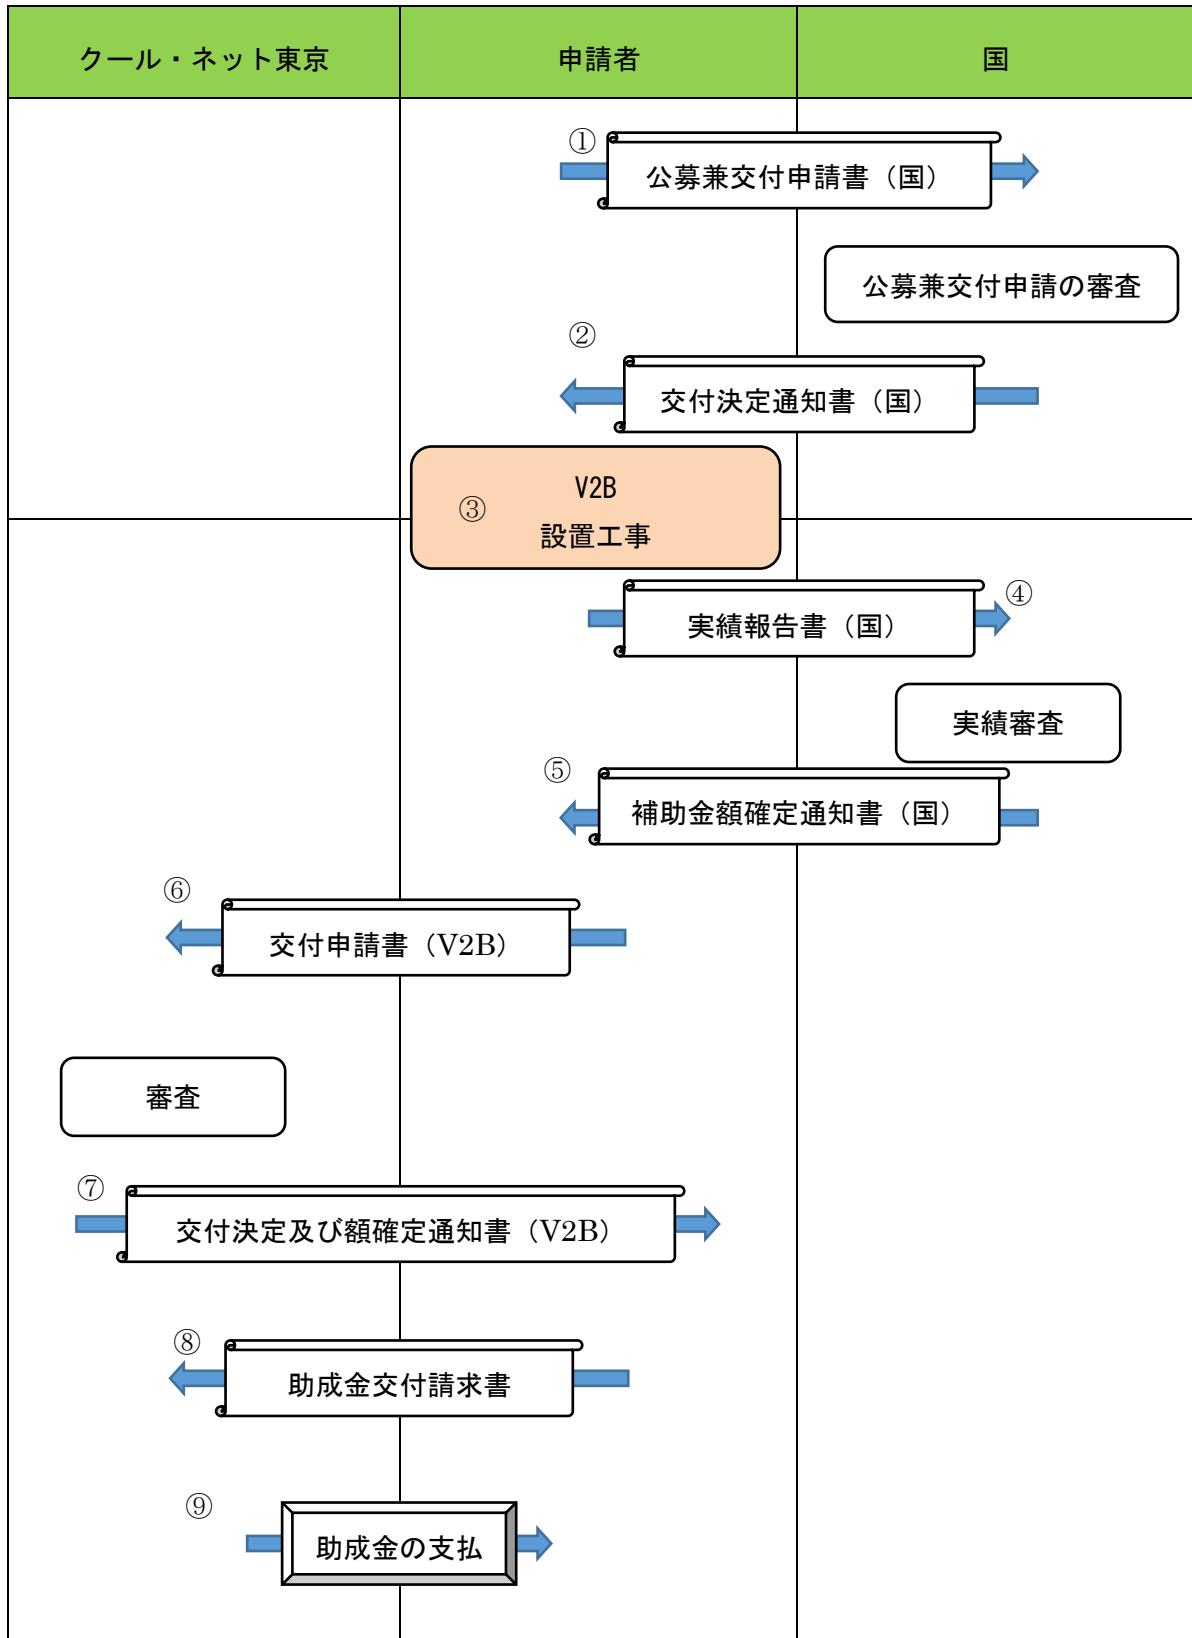 クール・ネット東京
申請者
国
①
公募兼交付申請書（国）
公募兼交付申請の審査
②
交付決定通知書（国）
③
V2B
設置工事
④
実績報告書（国）
実績審査
⑤
補助金額確定通知書（国）
⑥
交付申請書（V2B）
審査
⑦
交付決定及び額確定通知書（V2B）
⑧
助成金交付請求書
⑨
助成金の支払